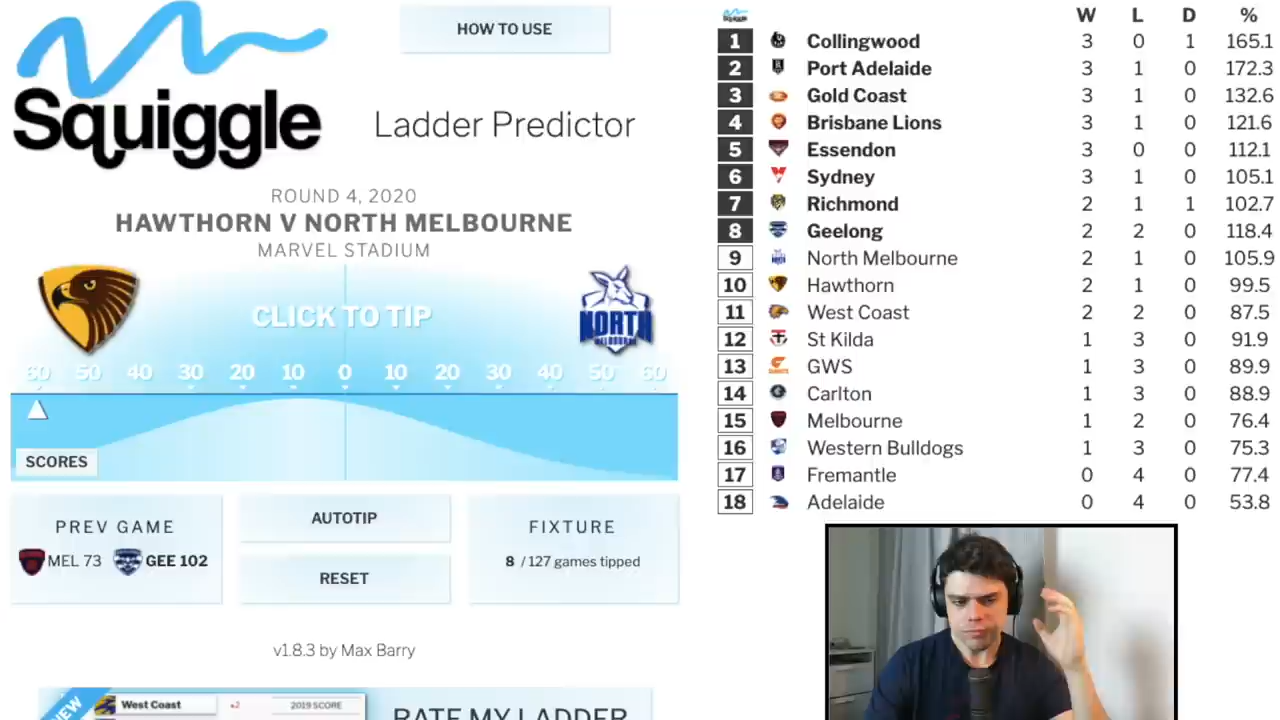 HOW TO USE
Squiggle
Ladder Predictor
ROUND 4, 2020
HAWTHORN V NORTH MELBOURNE
MARVEL STADIUM
CLICK TO TIP
NORTH
MELBOURNE
60 50 40 30 20 10 0 10 20 30 40 50 60
SCORES
PREV GAME
MEL 73 GEE 102
AUTOTIP
RESET
FIXTURE
8 / 127 games tipped
v1.8.3 by Max Barry
NEW
West Coast
2019 SCORE
RATE MY LADDER
W L D %
1 Collingwood 3 0 1 165.1
2 Port Adelaide 3 1 0 172.3
3 Gold Coast 3 1 0 132.6
4 Brisbane Lions 3 1 0 121.6
5 Essendon 3 0 0 112.1
6 Sydney 3 1 0 105.1
7 Richmond 2 1 1 102.7
8 Geelong 2 2 0 118.4
9 North Melbourne 2 1 0 105.9
10 Hawthorn 2 1 0 99.5
11 West Coast 2 2 0 87.5
12 St Kilda 1 3 0 91.9
13 GWS 1 3 0 89.9
14 Carlton 1 3 0 88.9
15 Melbourne 1 2 0 76.4
16 Western Bulldogs 1 3 0 75.3
17 Fremantle 0 4 0 77.4
18 Adelaide 0 4 0 53.8